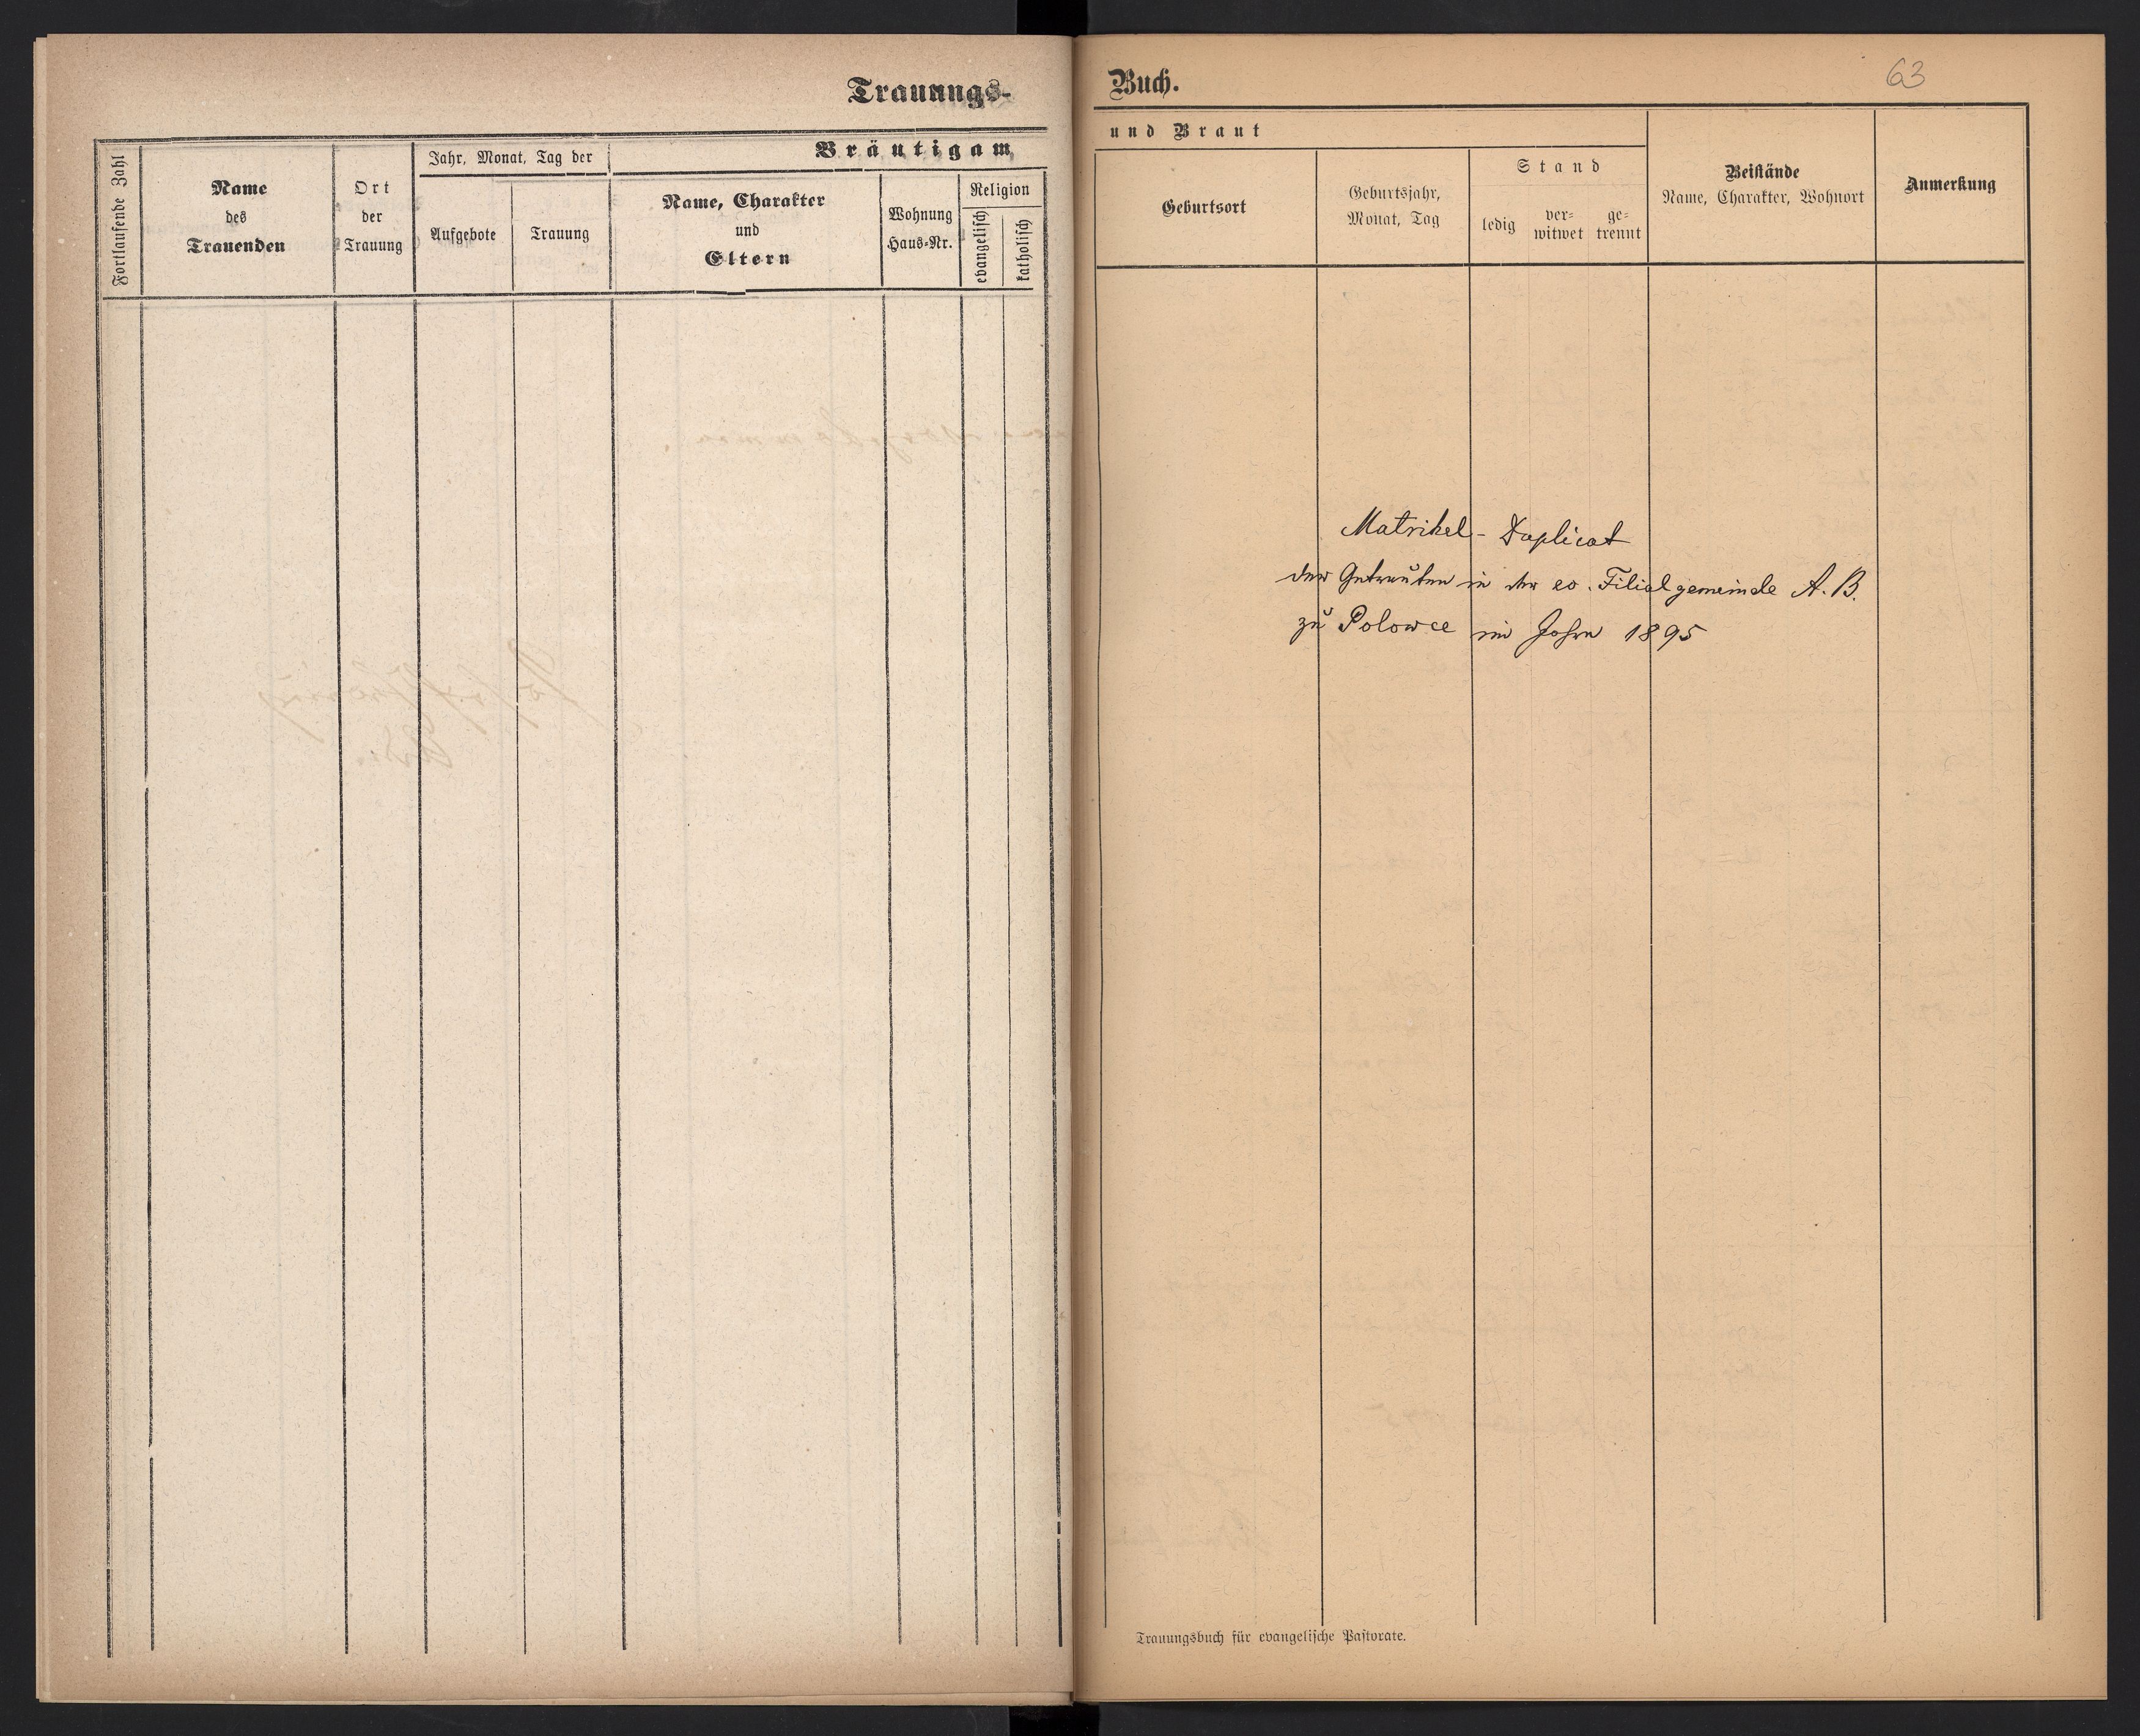 Trauungs-
Fortlaufende Zahl
Name
des
Trauenden
Ort
der
Trauung
Jahr, Monat, Tag der
Aufgebote
Trauung
Bräutigam
Name, Charakter
und
Eltern
Wohnung
Haus-Nr.
Religion
evangelisch
katholisch
Buch.
63
und Braut
Geburtsort
Geburtsjahr,
Monat, Tag
Stand
ledig
ver-
witwet
ge-
trennt
Beistände
Name, Charakter, Wohnort
Anmerkung
Matrikel-Duplicat
der Getrauten in der ev. Filialgemeinde A. B.
zu Polowce im Jahre 1895
Trauungsbuch für evangelische Pastorate.